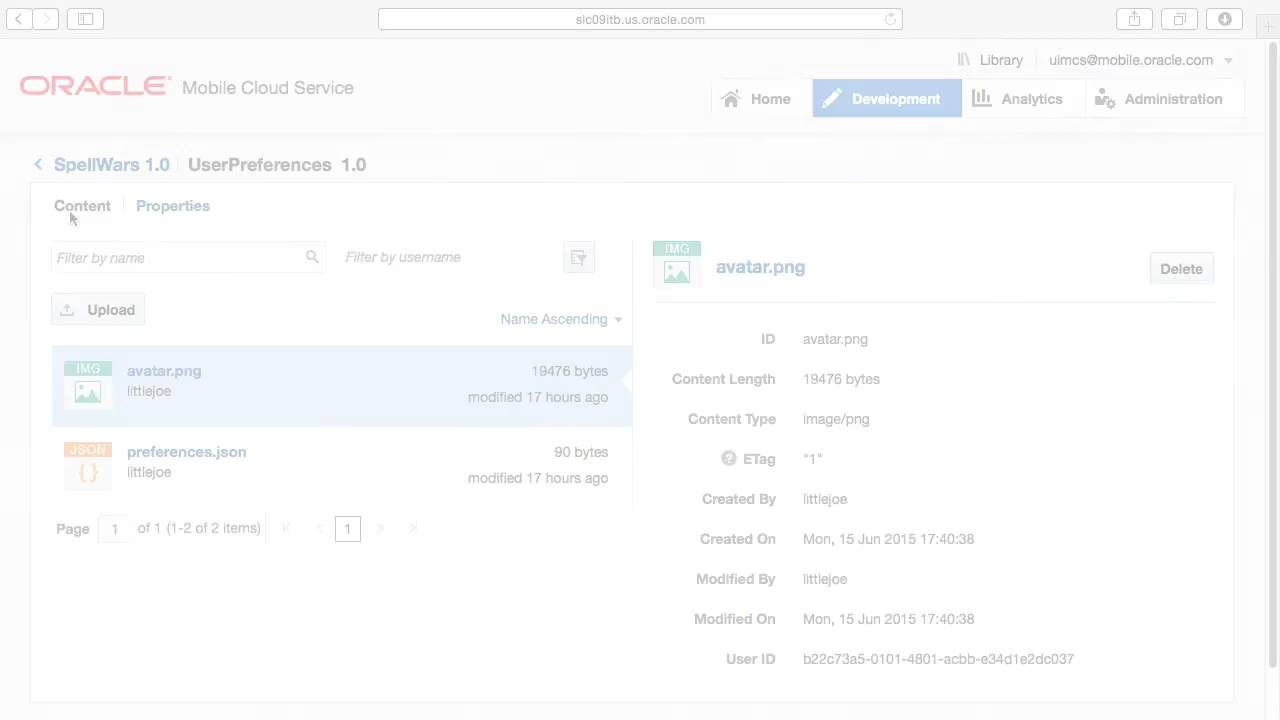 sic09itb.us.oracle.com
Library
uimcs@mobile.oracle.com
ORACLE Mobile Cloud Service
Home
Development
Analytics
Administration
SpellWars 1.0
UserPreferences 1.0
Content
Properties
Filter by name
Filter by username
Upload
Name Ascending
IMG
avatar.png
littlejoe
19476 bytes
modified 17 hours ago
JSON
{}
preferences.json
littlejoe
90 bytes
modified 17 hours ago
Page 1 of 1 (1-2 of 2 items) 1
IMG
avatar.png
Delete
ID avatar.png
Content Length 19476 bytes
Content Type image/png
? ETag "1"
Created By littlejoe
Created On Mon, 15 Jun 2015 17:40:38
Modified By littlejoe
Modified On Mon, 15 Jun 2015 17:40:38
User ID b22c73a5-0101-4801-acbb-e34d1e2dc037